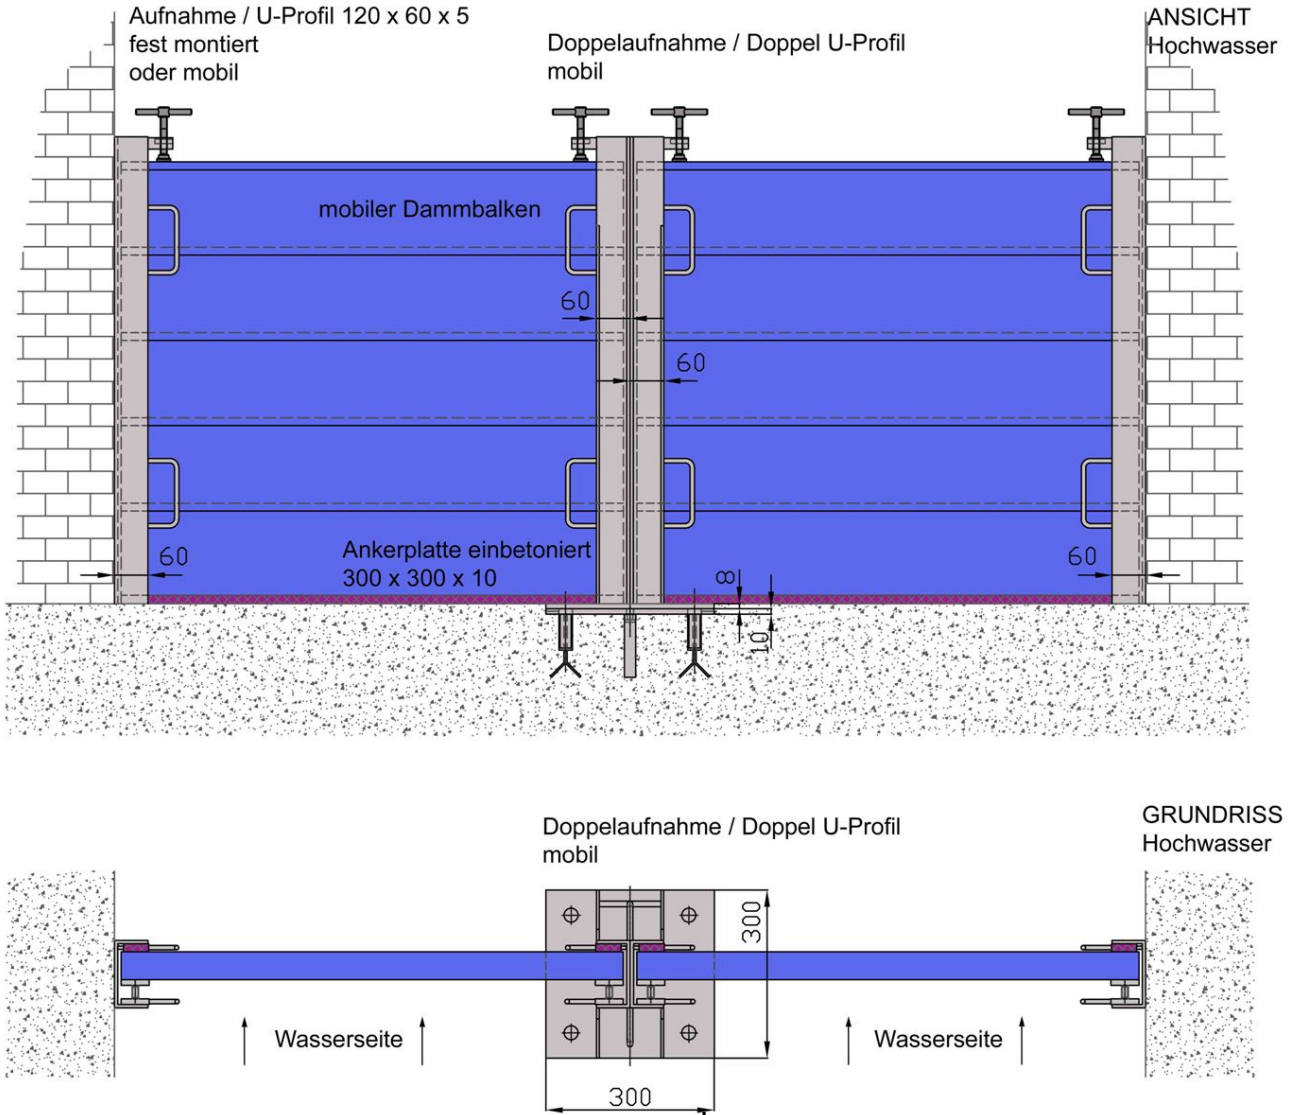 Aufnahme / U-Profil 120 x 60 x 5
fest montiert
oder mobil
Doppelaufnahme / Doppel U-Profil
mobil
ANSICHT
Hochwasser
mobiler Dammbalken
60
60
60
Ankerplatte einbetoniert
300 x 300 x 10
60
8
10
Doppelaufnahme / Doppel U-Profil
mobil
GRUNDRISS
Hochwasser
300
Wasserseite
Wasserseite
300